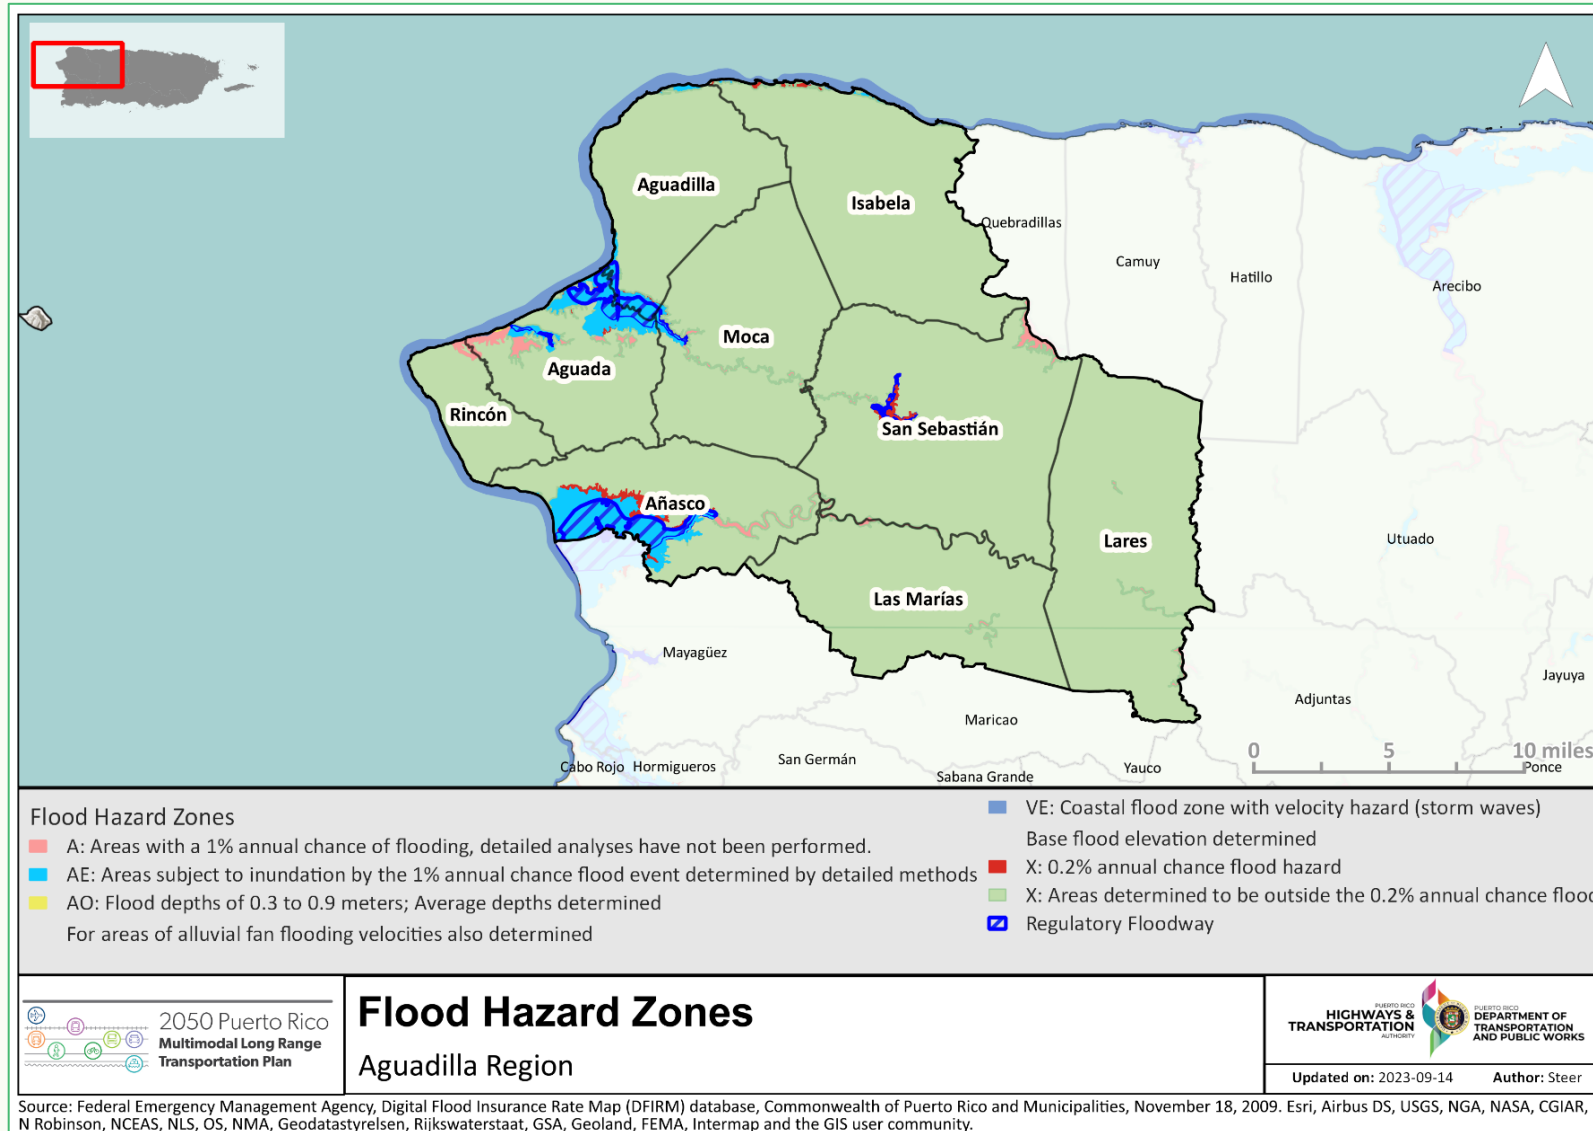 Aguadilla
Isabela
Quebradillas
Camuy
Hatillo
Arecibo
Moca
Aguada
Rincón
San Sebastián
Añasco
Lares
Utuado
Las Marías
Mayagüez
Jayuya
Adjuntas
Maricao
San Germán
Cabo Rojo
Hormigueros
Sabana Grande
Yauco
Ponce
0 5 10 miles
Flood Hazard Zones
A: Areas with a 1% annual chance of flooding, detailed analyses have not been performed.
AE: Areas subject to inundation by the 1% annual chance flood event determined by detailed methods
AO: Flood depths of 0.3 to 0.9 meters; Average depths determined
For areas of alluvial fan flooding velocities also determined
VE: Coastal flood zone with velocity hazard (storm waves)
Base flood elevation determined
X: 0.2% annual chance flood hazard
X: Areas determined to be outside the 0.2% annual chance flood
Regulatory Floodway
2050 Puerto Rico
Multimodal Long Range
Transportation Plan
Flood Hazard Zones
Aguadilla Region
PUERTO RICO
HIGHWAYS &
TRANSPORTATION
AUTHORITY
PUERTO RICO
DEPARTMENT OF
TRANSPORTATION
AND PUBLIC WORKS
Updated on: 2023-09-14 Author: Steer
Source: Federal Emergency Management Agency, Digital Flood Insurance Rate Map (DFIRM) database, Commonwealth of Puerto Rico and Municipalities, November 18, 2009. Esri, Airbus DS, USGS, NGA, NASA, CGIAR,
N Robinson, NCEAS, NLS, OS, NMA, Geodatastyrelsen, Rijkswaterstaat, GSA, Geoland, FEMA, Intermap and the GIS user community.